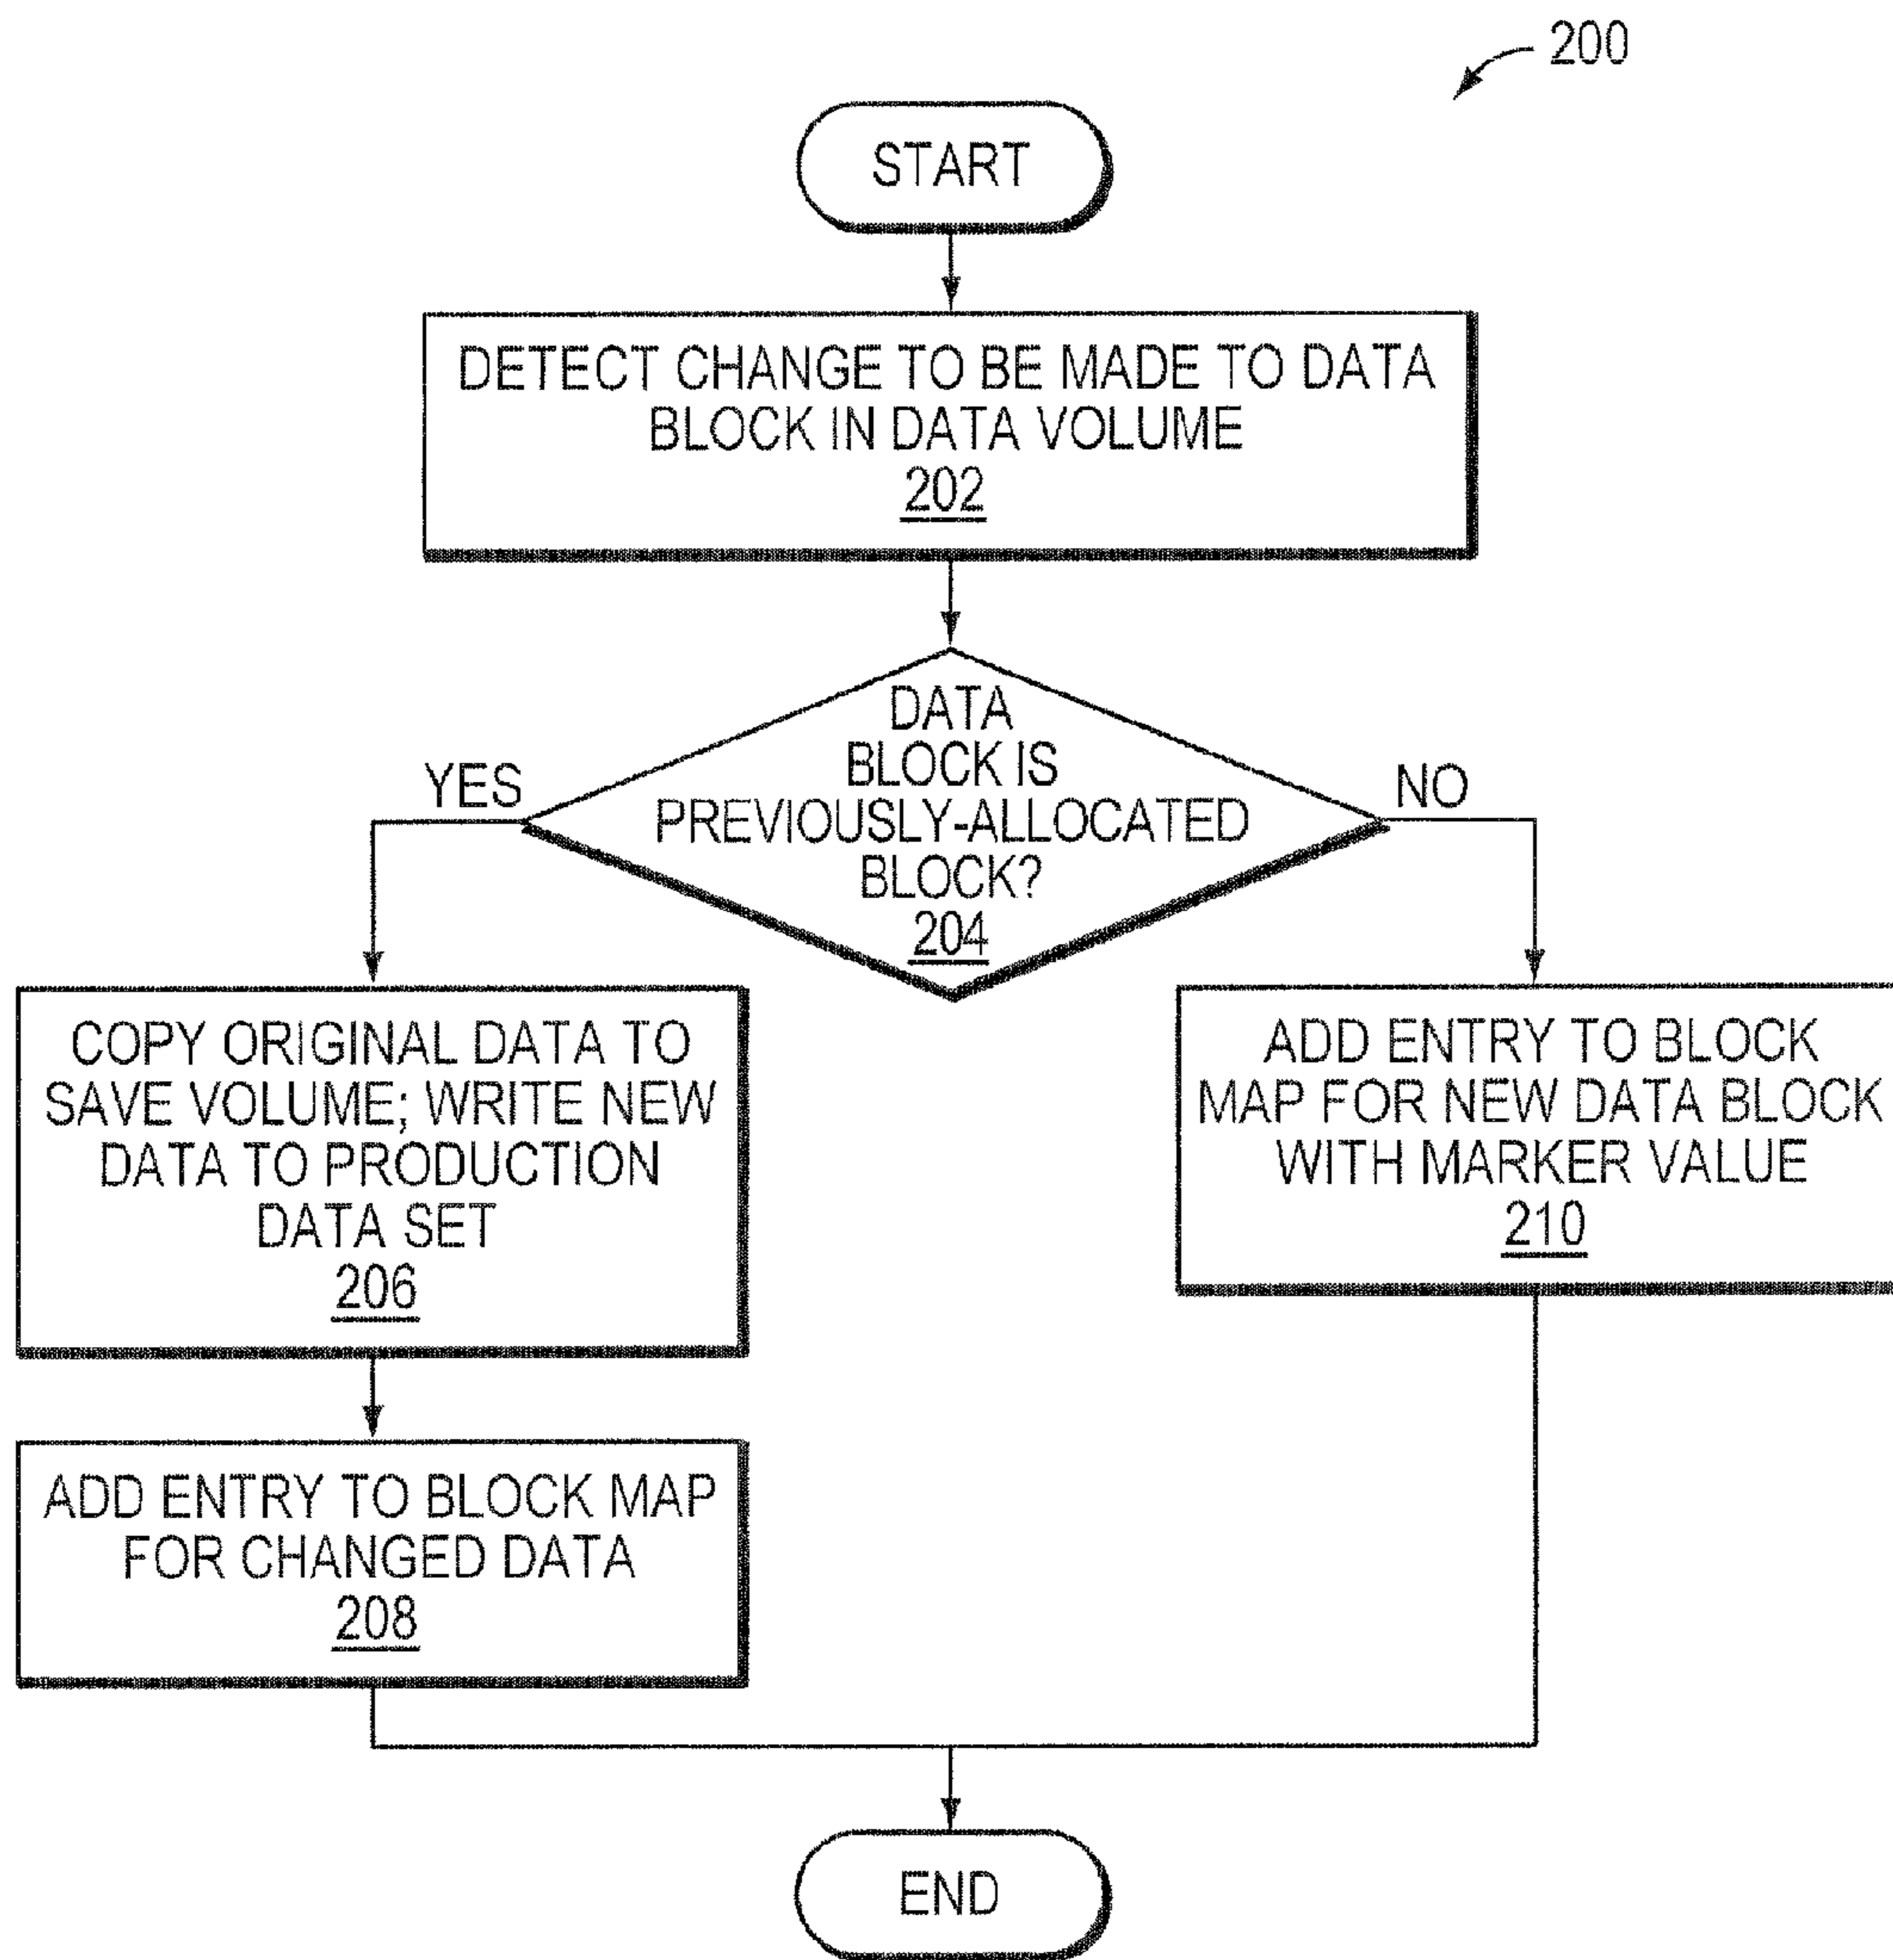 200
START
DETECT CHANGE TO BE MADE TO DATA
BLOCK IN DATA VOLUME
202
DATA
BLOCK IS
PREVIOUSLY-ALLOCATED
BLOCK?
204
YES
NO
COPY ORIGINAL DATA TO
SAVE VOLUME; WRITE NEW
DATA TO PRODUCTION
DATA SET
206
ADD ENTRY TO BLOCK
MAP FOR NEW DATA BLOCK
WITH MARKER VALUE
210
ADD ENTRY TO BLOCK MAP
FOR CHANGED DATA
208
END